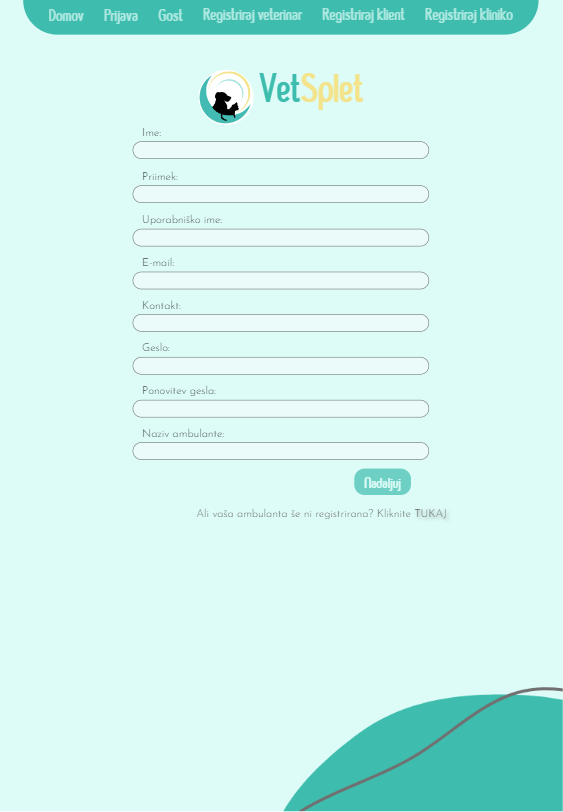 Domov Prijava Gost Registriraj veterinar Registriraj klient Registriraj kliniko
VetSplet
Ime:
Priimek:
Uporabniško ime:
E-mail:
Kontakt:
Geslo:
Ponovitev gesla:
Naziv ambulante:
Nadaljuj
Ali vaša ambulanta še ni registrirana? Kliknite TUKAJ